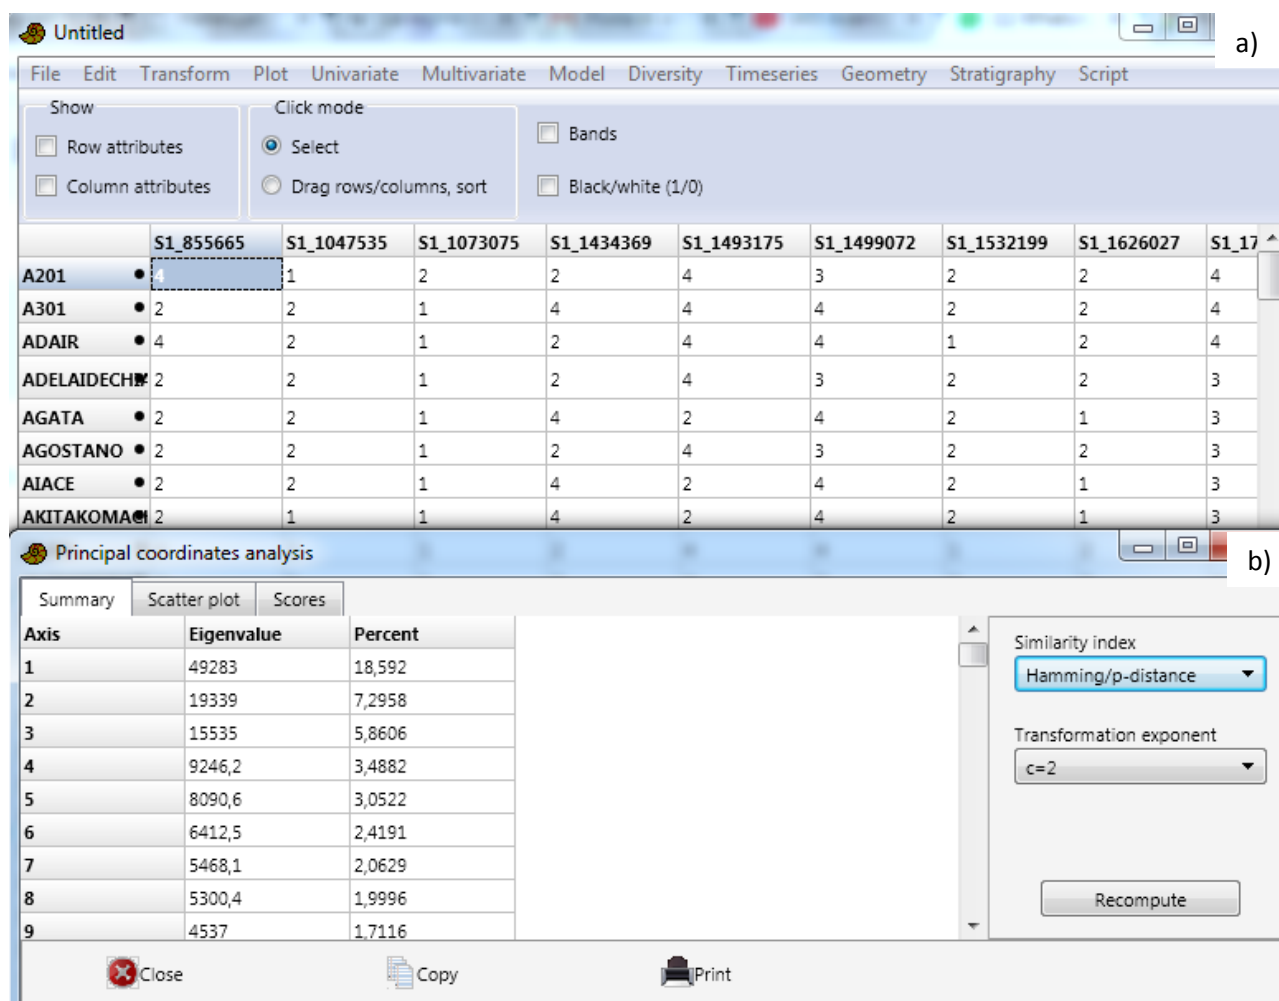 Untitled
a)
File Edit Transform Plot Univariate Multivariate Model Diversity Timeseries Geometry Stratigraphy Script
Show Click mode
Row attributes Select Bands
Column attributes Drag rows/columns, sort Black/white (1/0)
S1_855665 S1_1047535 S1_1073075 S1_1434369 S1_1493175 S1_1499072 S1_1532199 S1_1626027 S1_17
A201 4 1 2 2 4 3 2 2 4
A301 2 2 1 4 4 4 2 2 4
ADAIR 4 2 1 2 4 4 1 2 4
ADELAIDECH 2 2 1 2 4 3 2 2 3
AGATA 2 2 1 4 2 4 2 1 3
AGOSTANO 2 2 1 2 4 3 2 2 3
AIACE 2 2 1 4 2 4 2 1 3
AKITAKOMA 2 1 1 4 2 4 2 1 3
Principal coordinates analysis
b)
Summary Scatter plot Scores
Axis Eigenvalue Percent
1 49283 18,592
2 19339 7,2958
3 15535 5,8606
4 9246,2 3,4882
5 8090,6 3,0522
6 6412,5 2,4191
7 5468,1 2,0629
8 5300,4 1,9996
9 4537 1,7116
Similarity index
Hamming/p-distance
Transformation exponent
c=2
Recompute
Close Copy Print